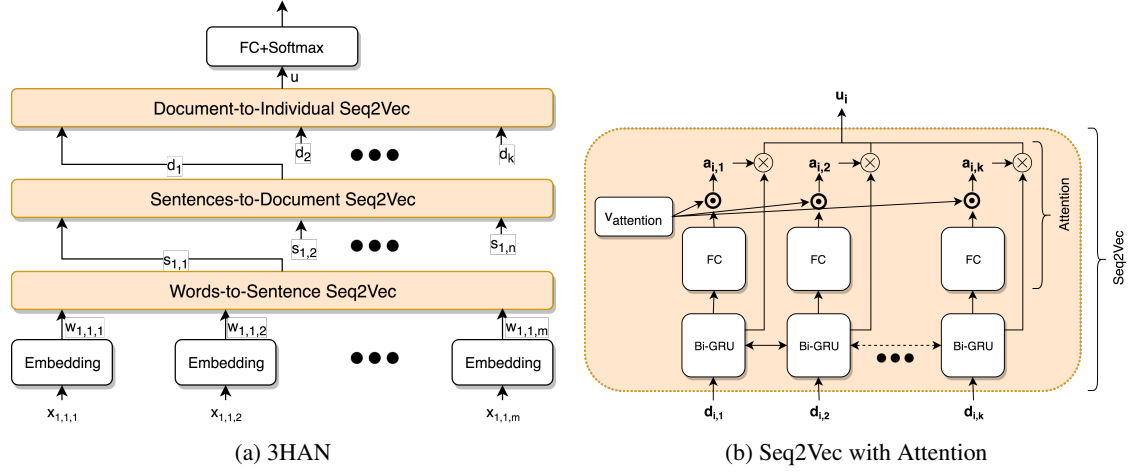 FC+Softmax
u
Document-to-Individual Seq2Vec
d1
d2
dk
Sentences-to-Document Seq2Vec
s1,1
s1,2
s1,n
Words-to-Sentence Seq2Vec
w1,1,1
w1,1,2
w1,1,m
Embedding
Embedding
Embedding
x1,1,1
x1,1,2
x1,1,m
(a) 3HAN
ui
ai,1
ai,2
ai,k
Vattention
FC
FC
FC
Attention
Seq2Vec
Bi-GRU
Bi-GRU
Bi-GRU
di,1
di,2
di,k
(b) Seq2Vec with Attention